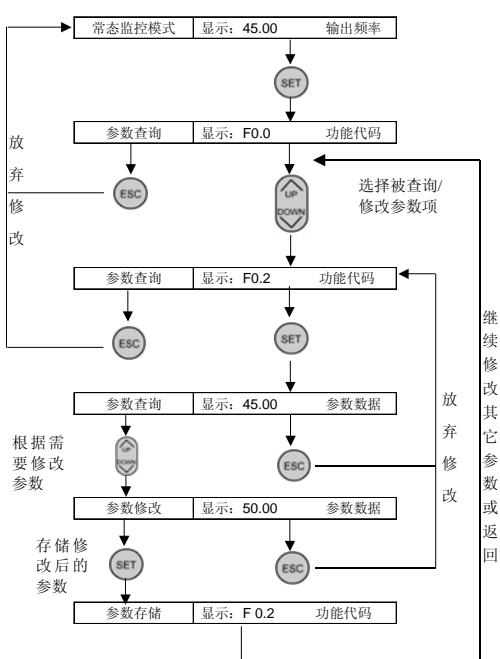 常态监控模式 显示：45.00 输出频率
SET
参数查询 显示：F0.0 功能代码
放弃修改
ESC
UP
DOWN
选择被查询/
修改参数项
参数查询 显示：F0.2 功能代码
ESC
SET
继续修改其它参数或返回
参数查询 显示：45.00 参数数据
放弃修改
根据需
要修改
参数
UP
DOWN
ESC
参数修改 显示：50.00 参数数据
存储修
改后的
参数
SET
ESC
参数存储 显示：F 0.2 功能代码